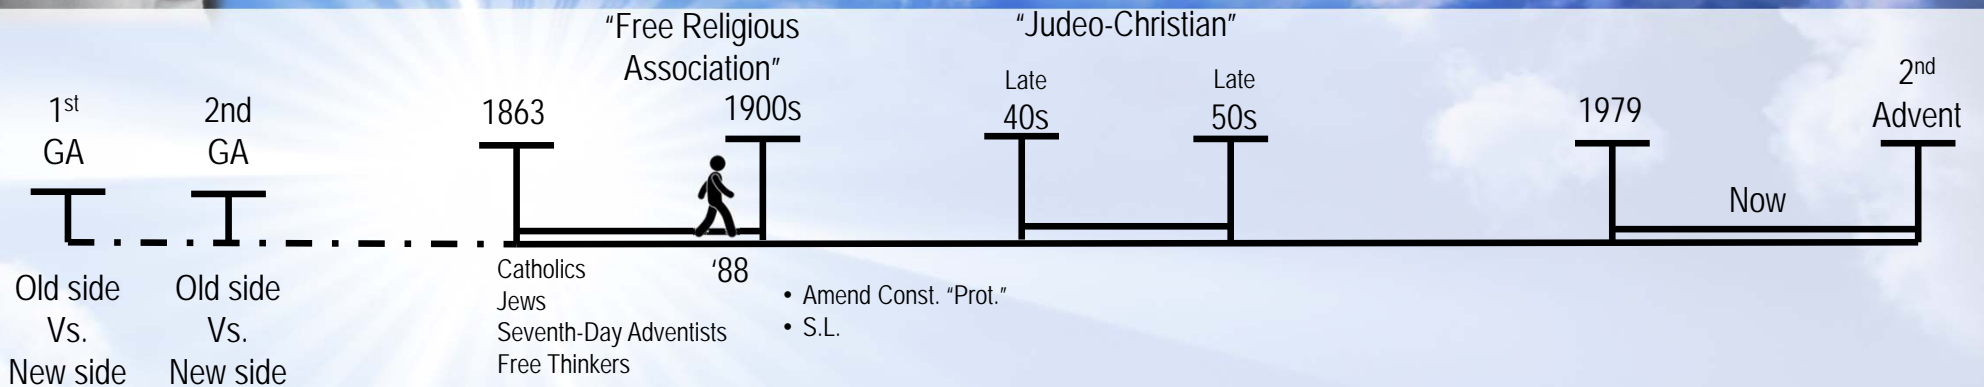 “Free Religious
Association”
“Judeo-Christian”
1st
GA
2nd
GA
1863
1900s
Late
40s
Late
50s
1979
2nd
Advent
Now
Old side
Vs.
New side
Old side
Vs.
New side
Catholics
Jews
Seventh-Day Adventists
Free Thinkers
‘88
• Amend Const. “Prot.”
• S.L.